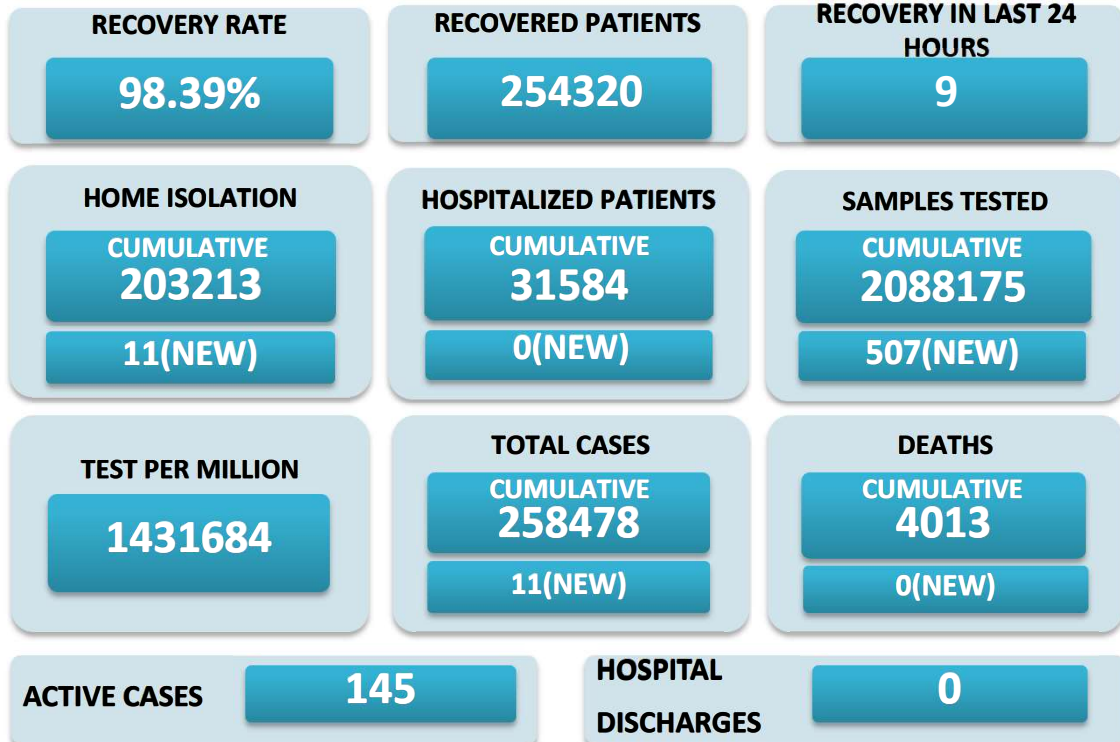 RECOVERY RATE
98.39%
RECOVERED PATIENTS
254320
RECOVERY IN LAST 24
HOURS
9
HOME ISOLATION
CUMULATIVE
203213
11(NEW)
HOSPITALIZED PATIENTS
CUMULATIVE
31584
0(NEW)
SAMPLES TESTED
CUMULATIVE
2088175
507(NEW)
TEST PER MILLION
1431684
TOTAL CASES
CUMULATIVE
258478
11(NEW)
DEATHS
CUMULATIVE
4013
0(NEW)
ACTIVE CASES
145
HOSPITAL
DISCHARGES
0